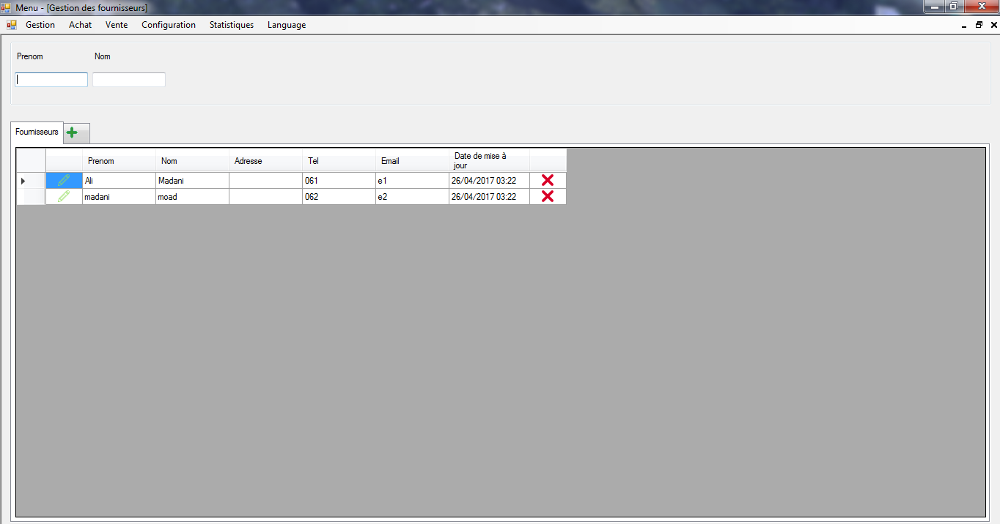 Menu - [Gestion des fournisseurs]
Gestion Achat Vente Configuration Statistiques Language
Prenom Nom
Fournisseurs
Prenom Nom Adresse Tel Email Date de mise à
jour
Ali Madani 061 e1 26/04/2017 03:22
madani moad 062 e2 26/04/2017 03:22